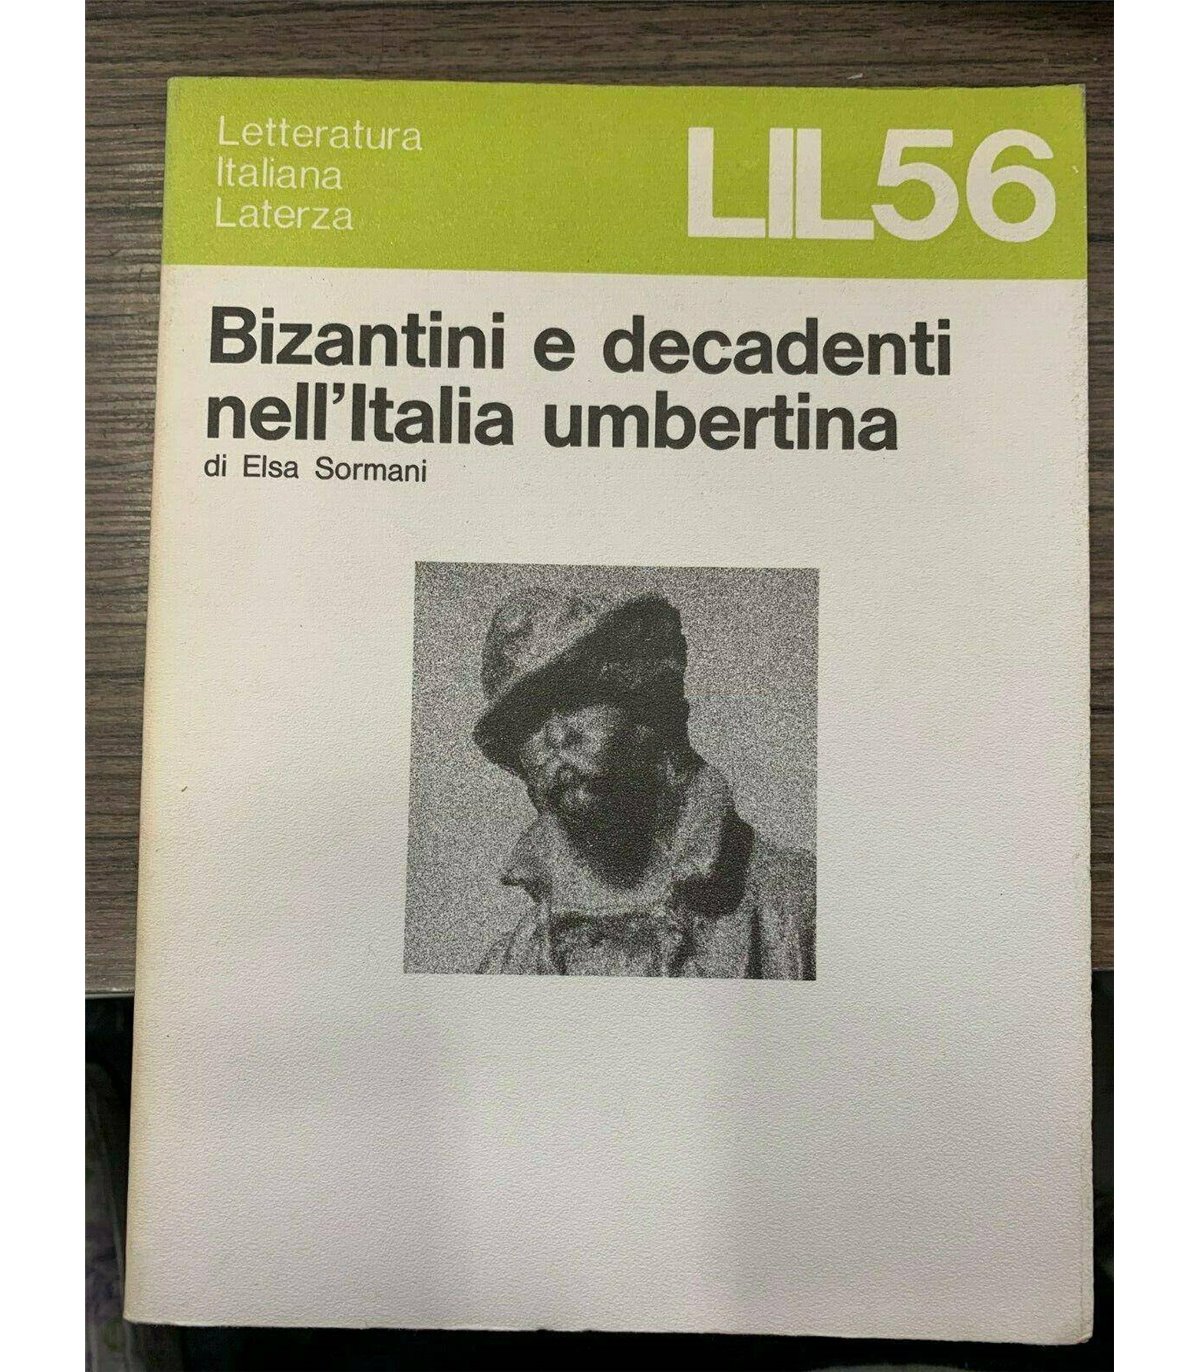 Letteratura
Italiana
Laterza
LIL56
Bizantini e decadenti
nell'Italia umbertina
di Elsa Sormani